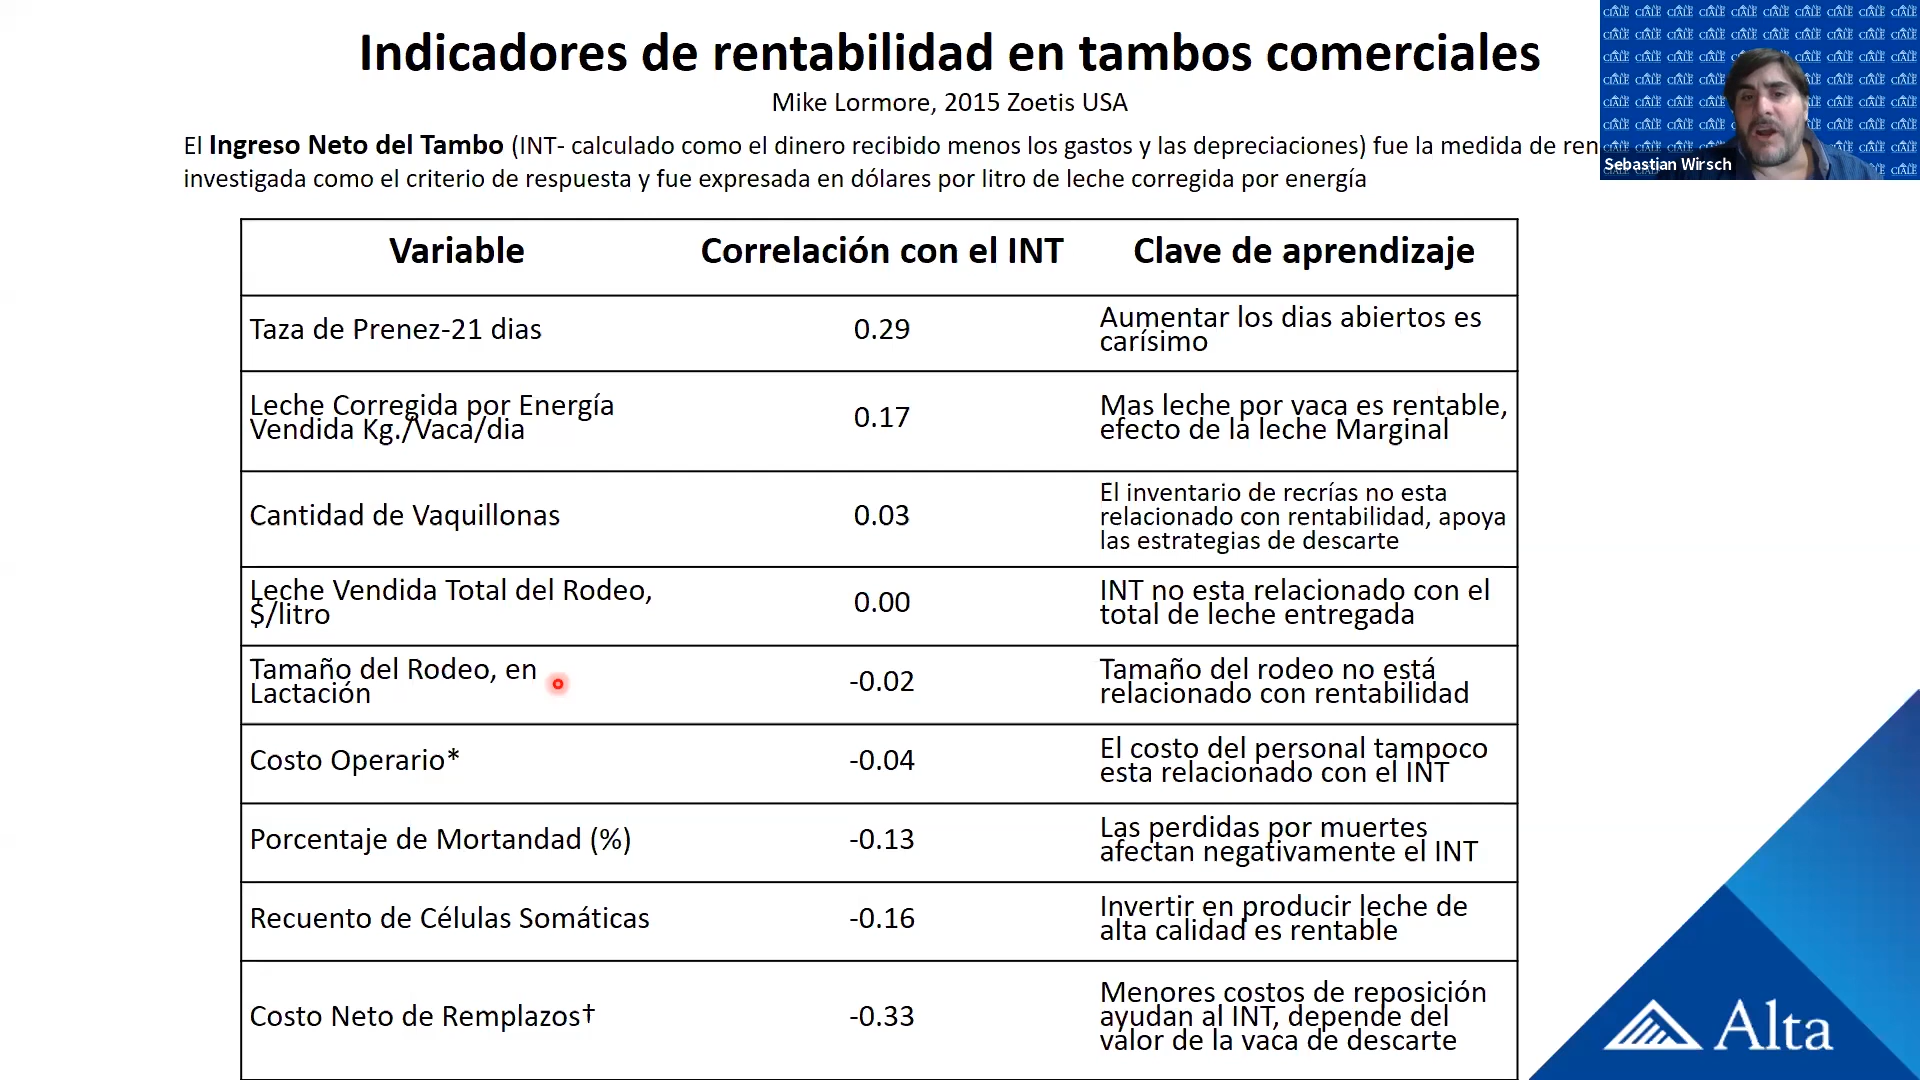 Indicadores de rentabilidad en tambos comerciales
Mike Lormore, 2015 Zoetis USA
El Ingreso Neto del Tambo (INT- calculado como el dinero recibido menos los gastos y las depreciaciones) fue la medida de ren
investigada como el criterio de respuesta y fue expresada en dólares por litro de leche corregida por energía
Sebastian Wirsch
Variable Correlación con el INT Clave de aprendizaje
Taza de Prenez-21 dias 0.29 Aumentar los dias abiertos es
carísimo
Leche Corregida por Energía
Vendida Kg./Vaca/dia 0.17 Mas leche por vaca es rentable,
efecto de la leche Marginal
Cantidad de Vaquillonas 0.03 El inventario de recrías no esta
relacionado con rentabilidad, apoya
las estrategias de descarte
Leche Vendida Total del Rodeo,
$/litro 0.00 INT no esta relacionado con el
total de leche entregada
Tamaño del Rodeo, en
Lactación -0.02 Tamaño del rodeo no está
relacionado con rentabilidad
Costo Operario* -0.04 El costo del personal tampoco
esta relacionado con el INT
Porcentaje de Mortandad (%) -0.13 Las perdidas por muertes
afectan negativamente el INT
Recuento de Células Somáticas -0.16 Invertir en producir leche de
alta calidad es rentable
Costo Neto de Remplazos† -0.33 Menores costos de reposición
ayudan al INT, depende del
valor de la vaca de descarte
Alta